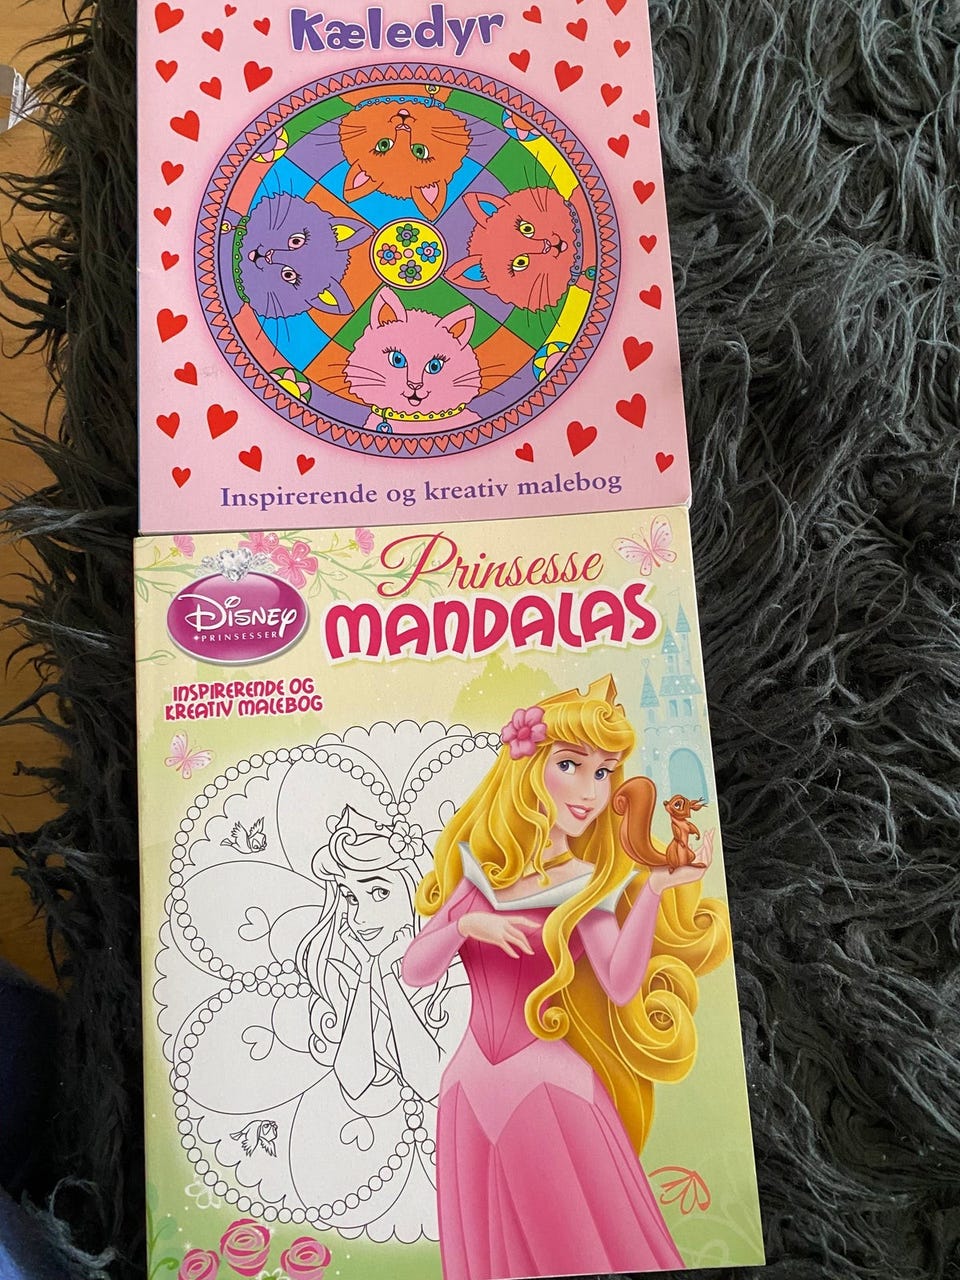 Kæledyr
Inspirerende og kreativ malebog
Disney
PRINSESSER
Prinsesse
MANDALAS
INSPIRERENDE OG
KREATIV MALEBOG